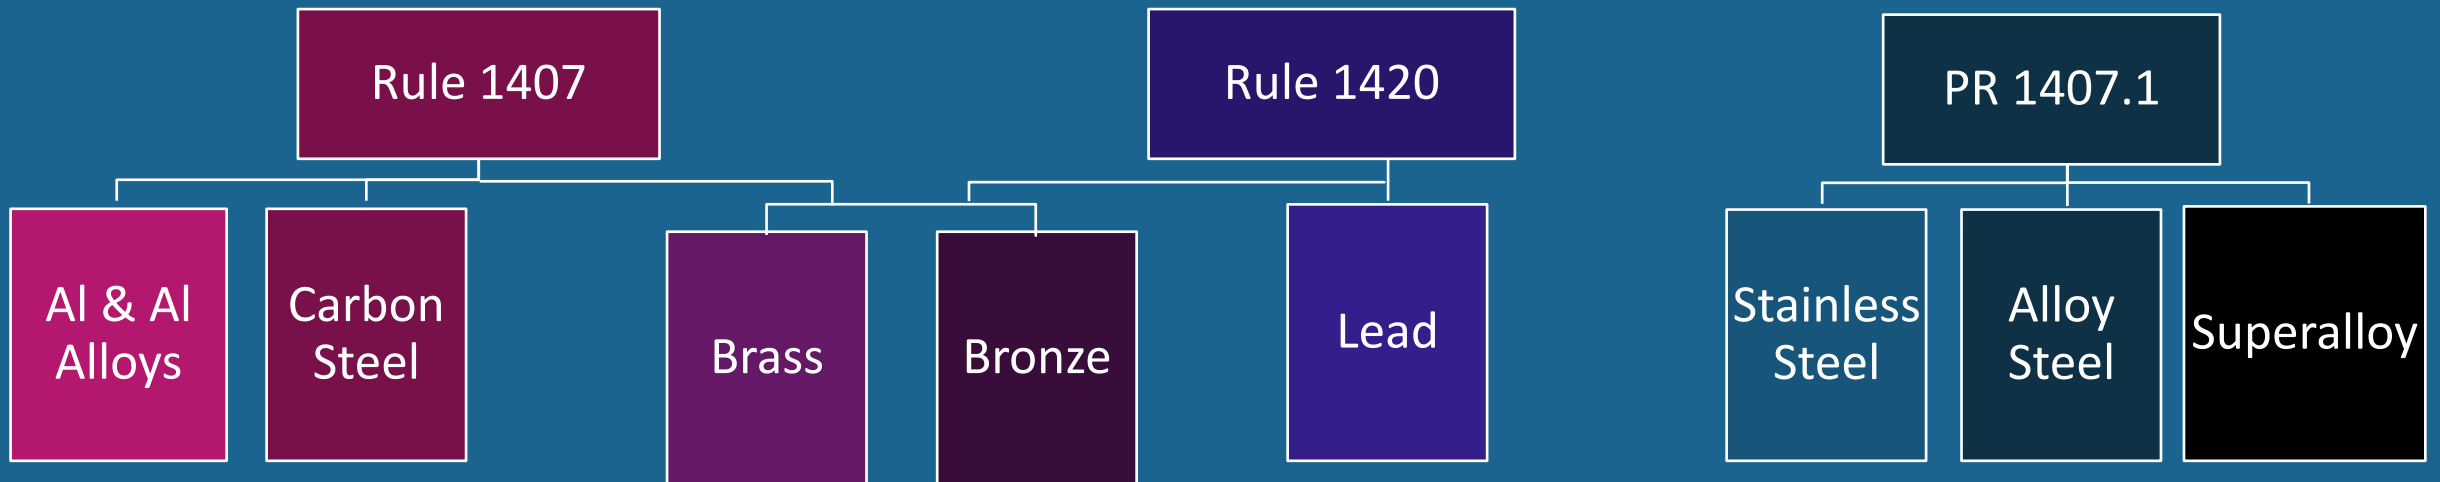 Rule 1407
Rule 1420
PR 1407.1
Al & Al
Alloys
Carbon
Steel
Brass
Bronze
Lead
Stainless
Steel
Alloy
Steel
Superalloy